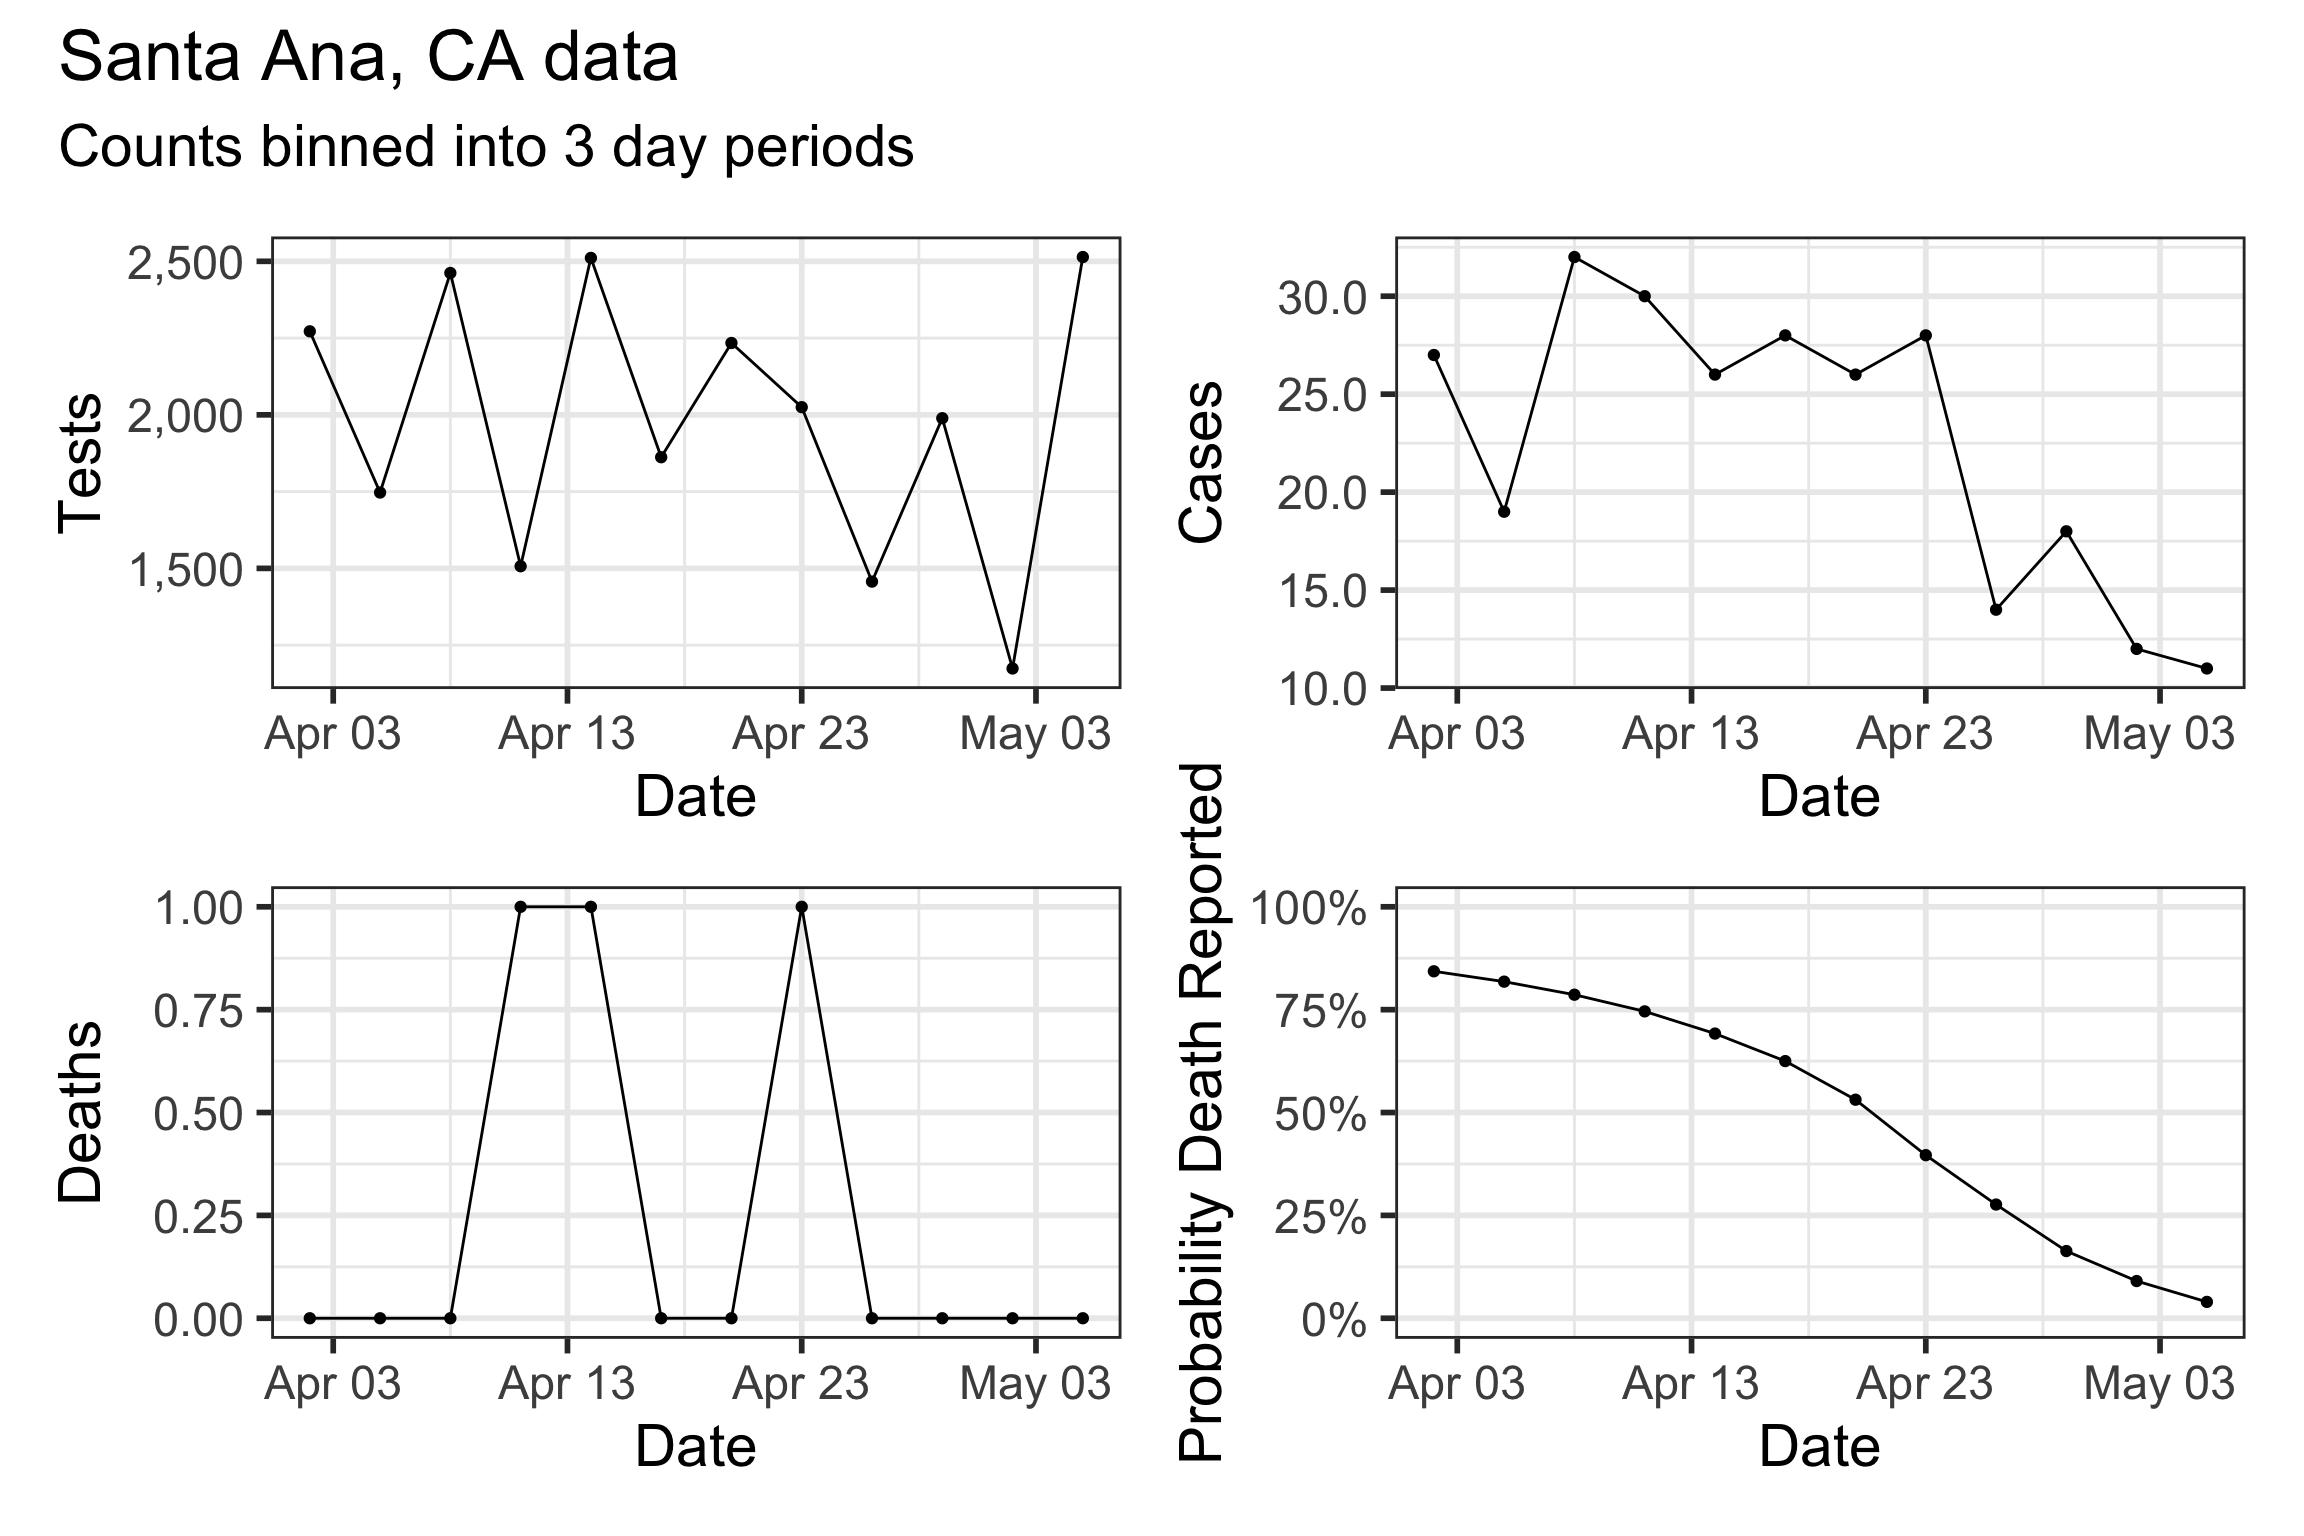 Santa Ana, CA data
Counts binned into 3 day periods
Tests
2,500
2,000
1,500
Apr 03 Apr 13 Apr 23 May 03
Date
Cases
30.0
25.0
20.0
15.0
10.0
Apr 03 Apr 13 Apr 23 May 03
Date
Deaths
1.00
0.75
0.50
0.25
0.00
Apr 03 Apr 13 Apr 23 May 03
Date
Probability Death Reported
100%
75%
50%
25%
0%
Apr 03 Apr 13 Apr 23 May 03
Date